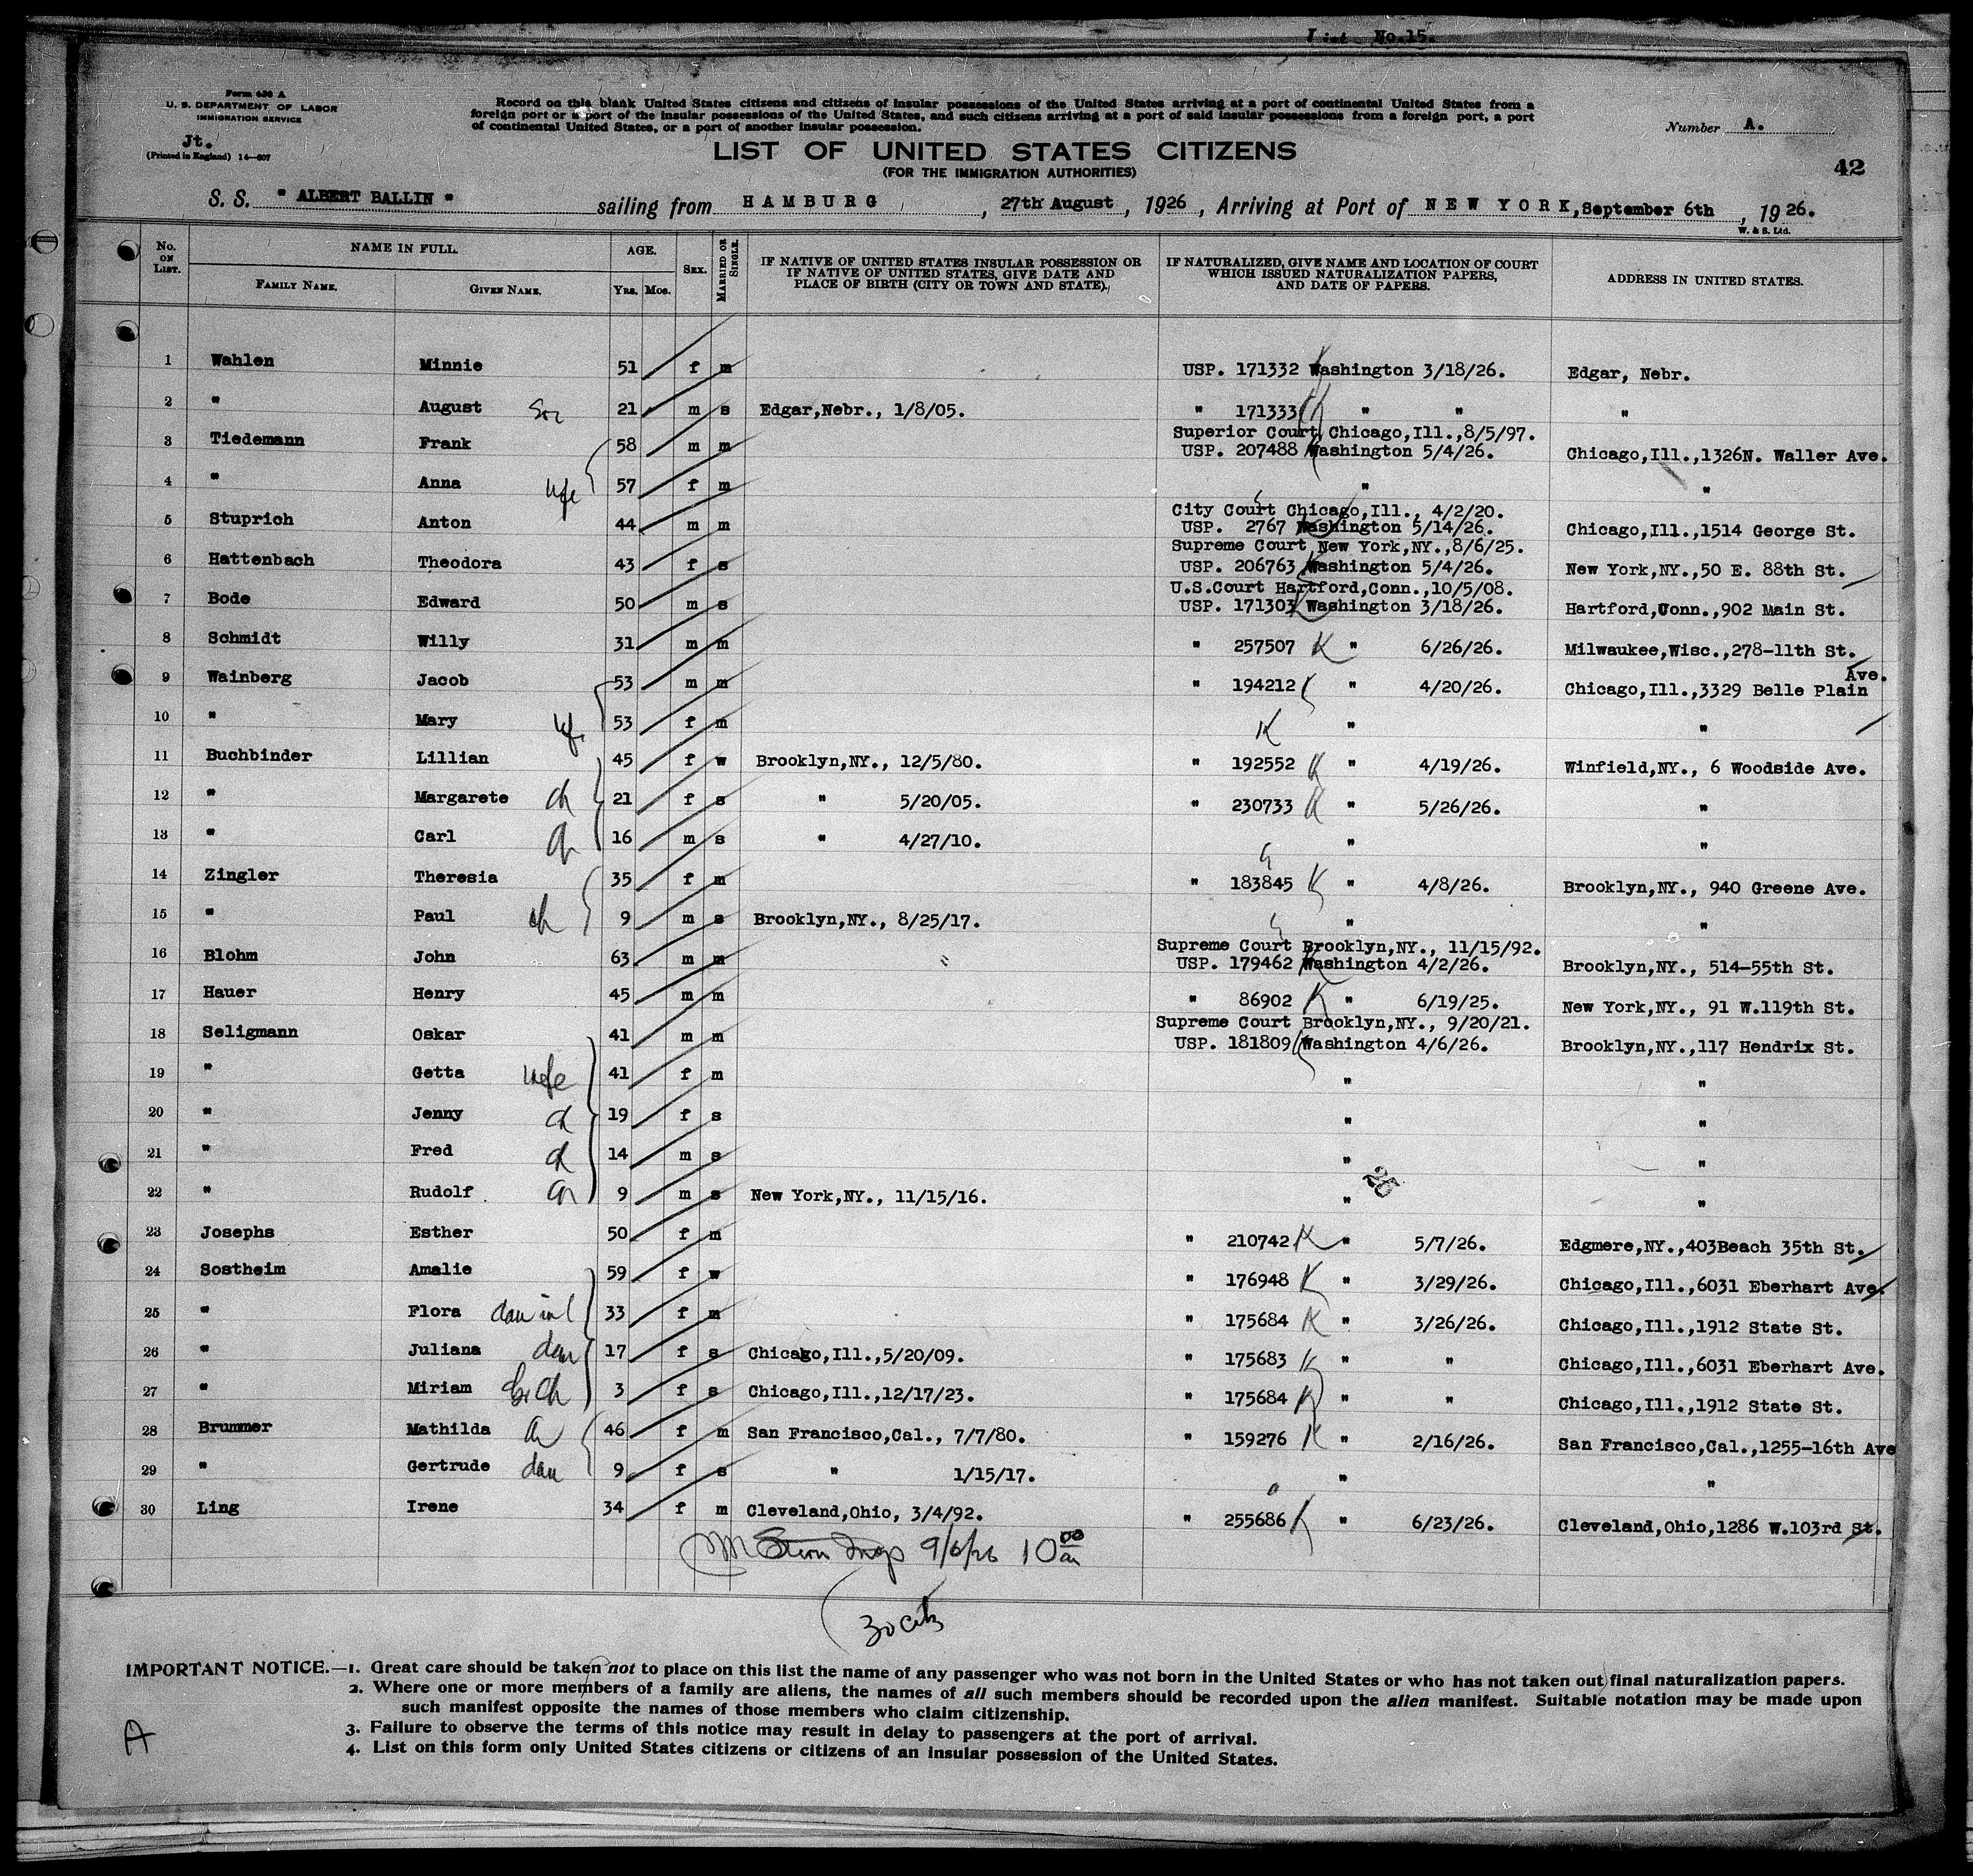 List No.15.
Form 630 A
U. S. DEPARTMENT OF LABOR
IMMIGRATION SERVICE
Jt.
(Printed in England) 14—607
Record on this blank United States citizens and citizens of insular possessions of the United States arriving at a port of continental United States from a
foreign port or a port of the insular possessions of the United States, and such citizens arriving at a port of said insular possessions from a foreign port, a port
of continental United States, or a port of another insular possession.
Number A.
LIST OF UNITED STATES CITIZENS
(FOR THE IMMIGRATION AUTHORITIES)
42
S. S. " ALBERT BALLIN " sailing from HAMBURG, 27th August, 1926, Arriving at Port of NEW YORK, September 6th, 1926.
W. & S. Ltd.
No. ON LIST. NAME IN FULL. AGE. SEX. MARRIED OR SINGLE. IF NATIVE OF UNITED STATES INSULAR POSSESSION OR IF NATIVE OF UNITED STATES, GIVE DATE AND PLACE OF BIRTH (CITY OR TOWN AND STATE). IF NATURALIZED, GIVE NAME AND LOCATION OF COURT WHICH ISSUED NATURALIZATION PAPERS, AND DATE OF PAPERS. ADDRESS IN UNITED STATES.
FAMILY NAME. GIVEN NAME. YRS. MOS.
1 Wahlen Minnie 51 f m USP. 171332 Washington 3/18/26. Edgar, Nebr.
2 " August Son 21 m s Edgar,Nebr., 1/8/05. " 171333 " " "
Superior Court Chicago,Ill.,8/5/97.
3 Tiedemann Frank 58 m m USP. 207488 Washington 5/4/26. Chicago,Ill.,1326N. Waller Ave.
4 " Anna wfe 57 f m " "
City Court Chicago,Ill., 4/2/20.
5 Stuprich Anton 44 m m USP. 2767 Washington 5/14/26. Chicago,Ill.,1514 George St.
Supreme Court New York,NY.,8/6/25.
6 Hattenbach Theodora 43 f s USP. 206763 Washington 5/4/26. New York,NY.,50 E. 88th St.
U.S.Court Hartford,Conn.,10/5/08.
7 Bode Edward 50 m s USP. 171303 Washington 3/18/26. Hartford,Conn.,902 Main St.
8 Schmidt Willy 31 m m " 257507 K " 6/26/26. Milwaukee,Wisc.,278-11th St.
9 Wainberg Jacob 53 m m " 194212 " 4/20/26. Chicago,Ill.,3329 Belle Plain Ave.
10 " Mary wf 53 f m K " "
11 Buchbinder Lillian 45 f w Brooklyn,NY., 12/5/80. " 192552 K " 4/19/26. Winfield,NY., 6 Woodside Ave.
12 " Margarete ch 21 f s " 5/20/05. " 230733 K " 5/26/26. "
13 " Carl ch 16 m s " 4/27/10. " "
14 Zingler Theresia 35 f m " 183845 K " 4/8/26. Brooklyn,NY., 940 Greene Ave.
15 " Paul ch 9 m s Brooklyn,NY., 8/25/17. " "
Supreme Court Brooklyn,NY., 11/15/92.
16 Blohm John 63 m m USP. 179462 Washington 4/2/26. Brooklyn,NY., 514-55th St.
17 Hauer Henry 45 m m " 86902 K " 6/19/25. New York,NY., 91 W.119th St.
Supreme Court Brooklyn,NY., 9/20/21.
18 Seligmann Oskar 41 m m USP. 181809 Washington 4/6/26. Brooklyn,NY.,117 Hendrix St.
19 " Getta wife 41 f m " "
20 " Jenny ch 19 f s " "
21 " Fred ch 14 m s " "
22 " Rudolf ch 9 m s New York,NY., 11/15/16. " "
23 Josephs Esther 50 f m " 210742 K " 5/7/26. Edgmere,NY.,403Beach 35th St.
24 Sostheim Amalie 59 f w " 176948 K " 3/29/26. Chicago,Ill.,6031 Eberhart Ave.
25 " Flora dau in l 33 f m " 175684 K " 3/26/26. Chicago,Ill.,1912 State St.
26 " Juliana dau 17 f s Chicago,Ill.,5/20/09. " 175683 K " " Chicago,Ill.,6031 Eberhart Ave.
27 " Miriam Gr Ch 3 f s Chicago,Ill.,12/17/23. " 175684 K " " Chicago,Ill.,1912 State St.
28 Brummer Mathilda 46 f m San Francisco,Cal., 7/7/80. " 159276 K " 2/16/26. San Francisco,Cal.,1255-16th Ave
29 " Gertrude dau 9 f s " 1/15/17. " "
30 Ling Irene 34 f m Cleveland,Ohio, 3/4/92. " 255686 K " 6/23/26. Cleveland,Ohio,1286 W.103rd St.
Insp 9/6/26 10 00 am
30 cits
IMPORTANT NOTICE.—1. Great care should be taken not to place on this list the name of any passenger who was not born in the United States or who has not taken out final naturalization papers.
2. Where one or more members of a family are aliens, the names of all such members should be recorded upon the alien manifest. Suitable notation may be made upon
such manifest opposite the names of those members who claim citizenship.
3. Failure to observe the terms of this notice may result in delay to passengers at the port of arrival.
4. List on this form only United States citizens or citizens of an insular possession of the United States.
A